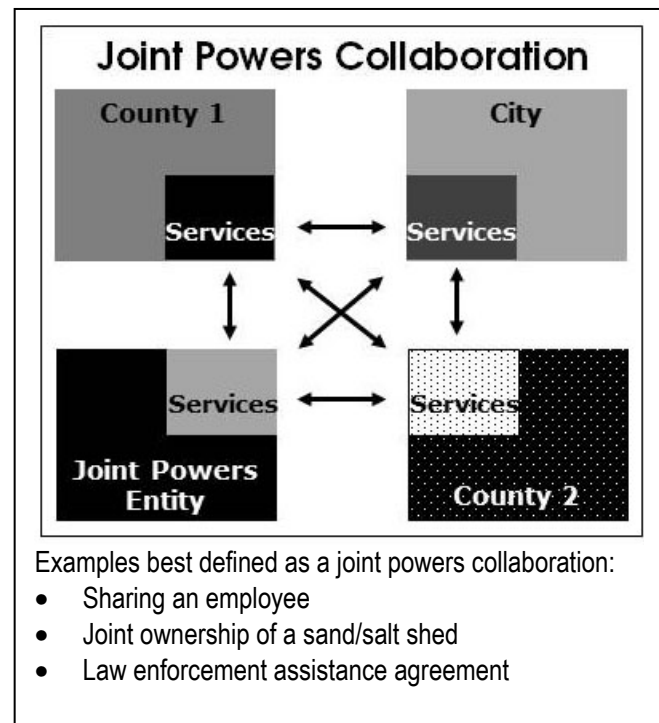 Joint Powers Collaboration
County 1
City
Services
Services
Services
Services
Joint Powers
Entity
County 2
Examples best defined as a joint powers collaboration:
• Sharing an employee
• Joint ownership of a sand/salt shed
• Law enforcement assistance agreement